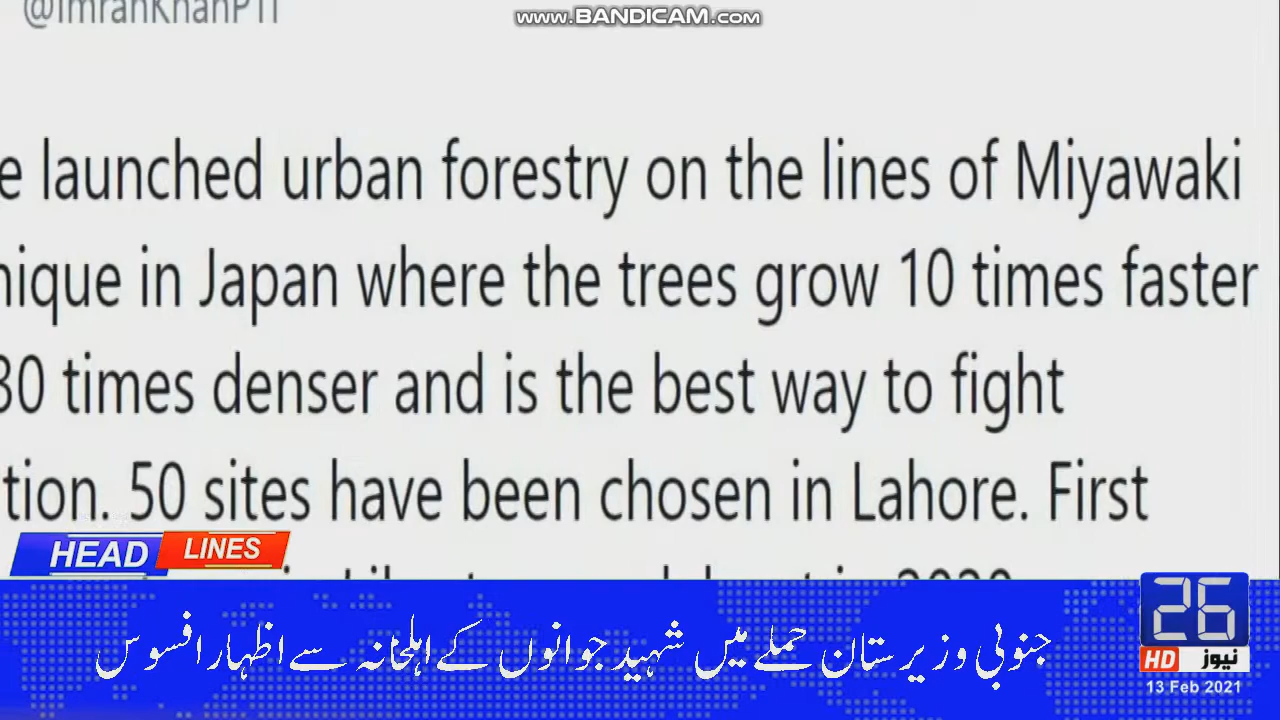 @ImranKhanPTI
www.BANDICAM.com
e launched urban forestry on the lines of Miyawaki
nique in Japan where the trees grow 10 times faster
30 times denser and is the best way to fight
tion. 50 sites have been chosen in Lahore. First
HEAD LINES
جنوبی وزیرستان حملے میں شہید جوانوں کے اہلخانہ سے اظہار افسوس
26
HD نیوز
13 Feb 2021